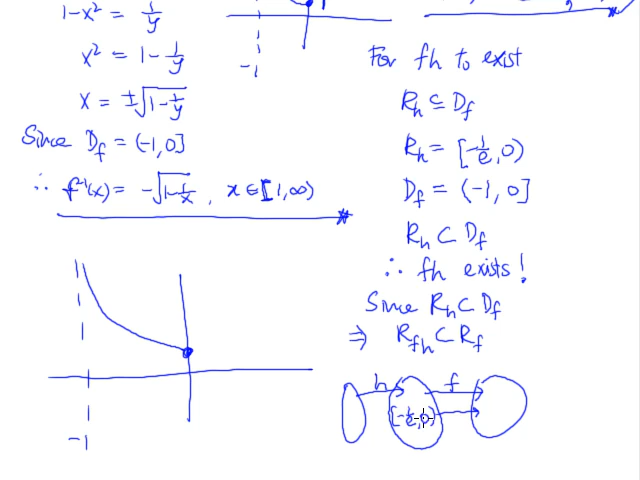 1-x² = 1/y
x² = 1 - 1/y
x = ±√(1-1/y)
Since D_f = (-1, 0]
∴ f⁻¹(x) = -√(1-1/x), x ∈ [1, ∞)
-1
-1
For fh to exist
R_h ⊆ D_f
R_h = [-1/e, 0)
D_f = (-1, 0]
R_h ⊂ D_f
∴ fh exists!
Since R_h ⊂ D_f
⇒ R_fh ⊂ R_f
h f
[-1/e, 0)